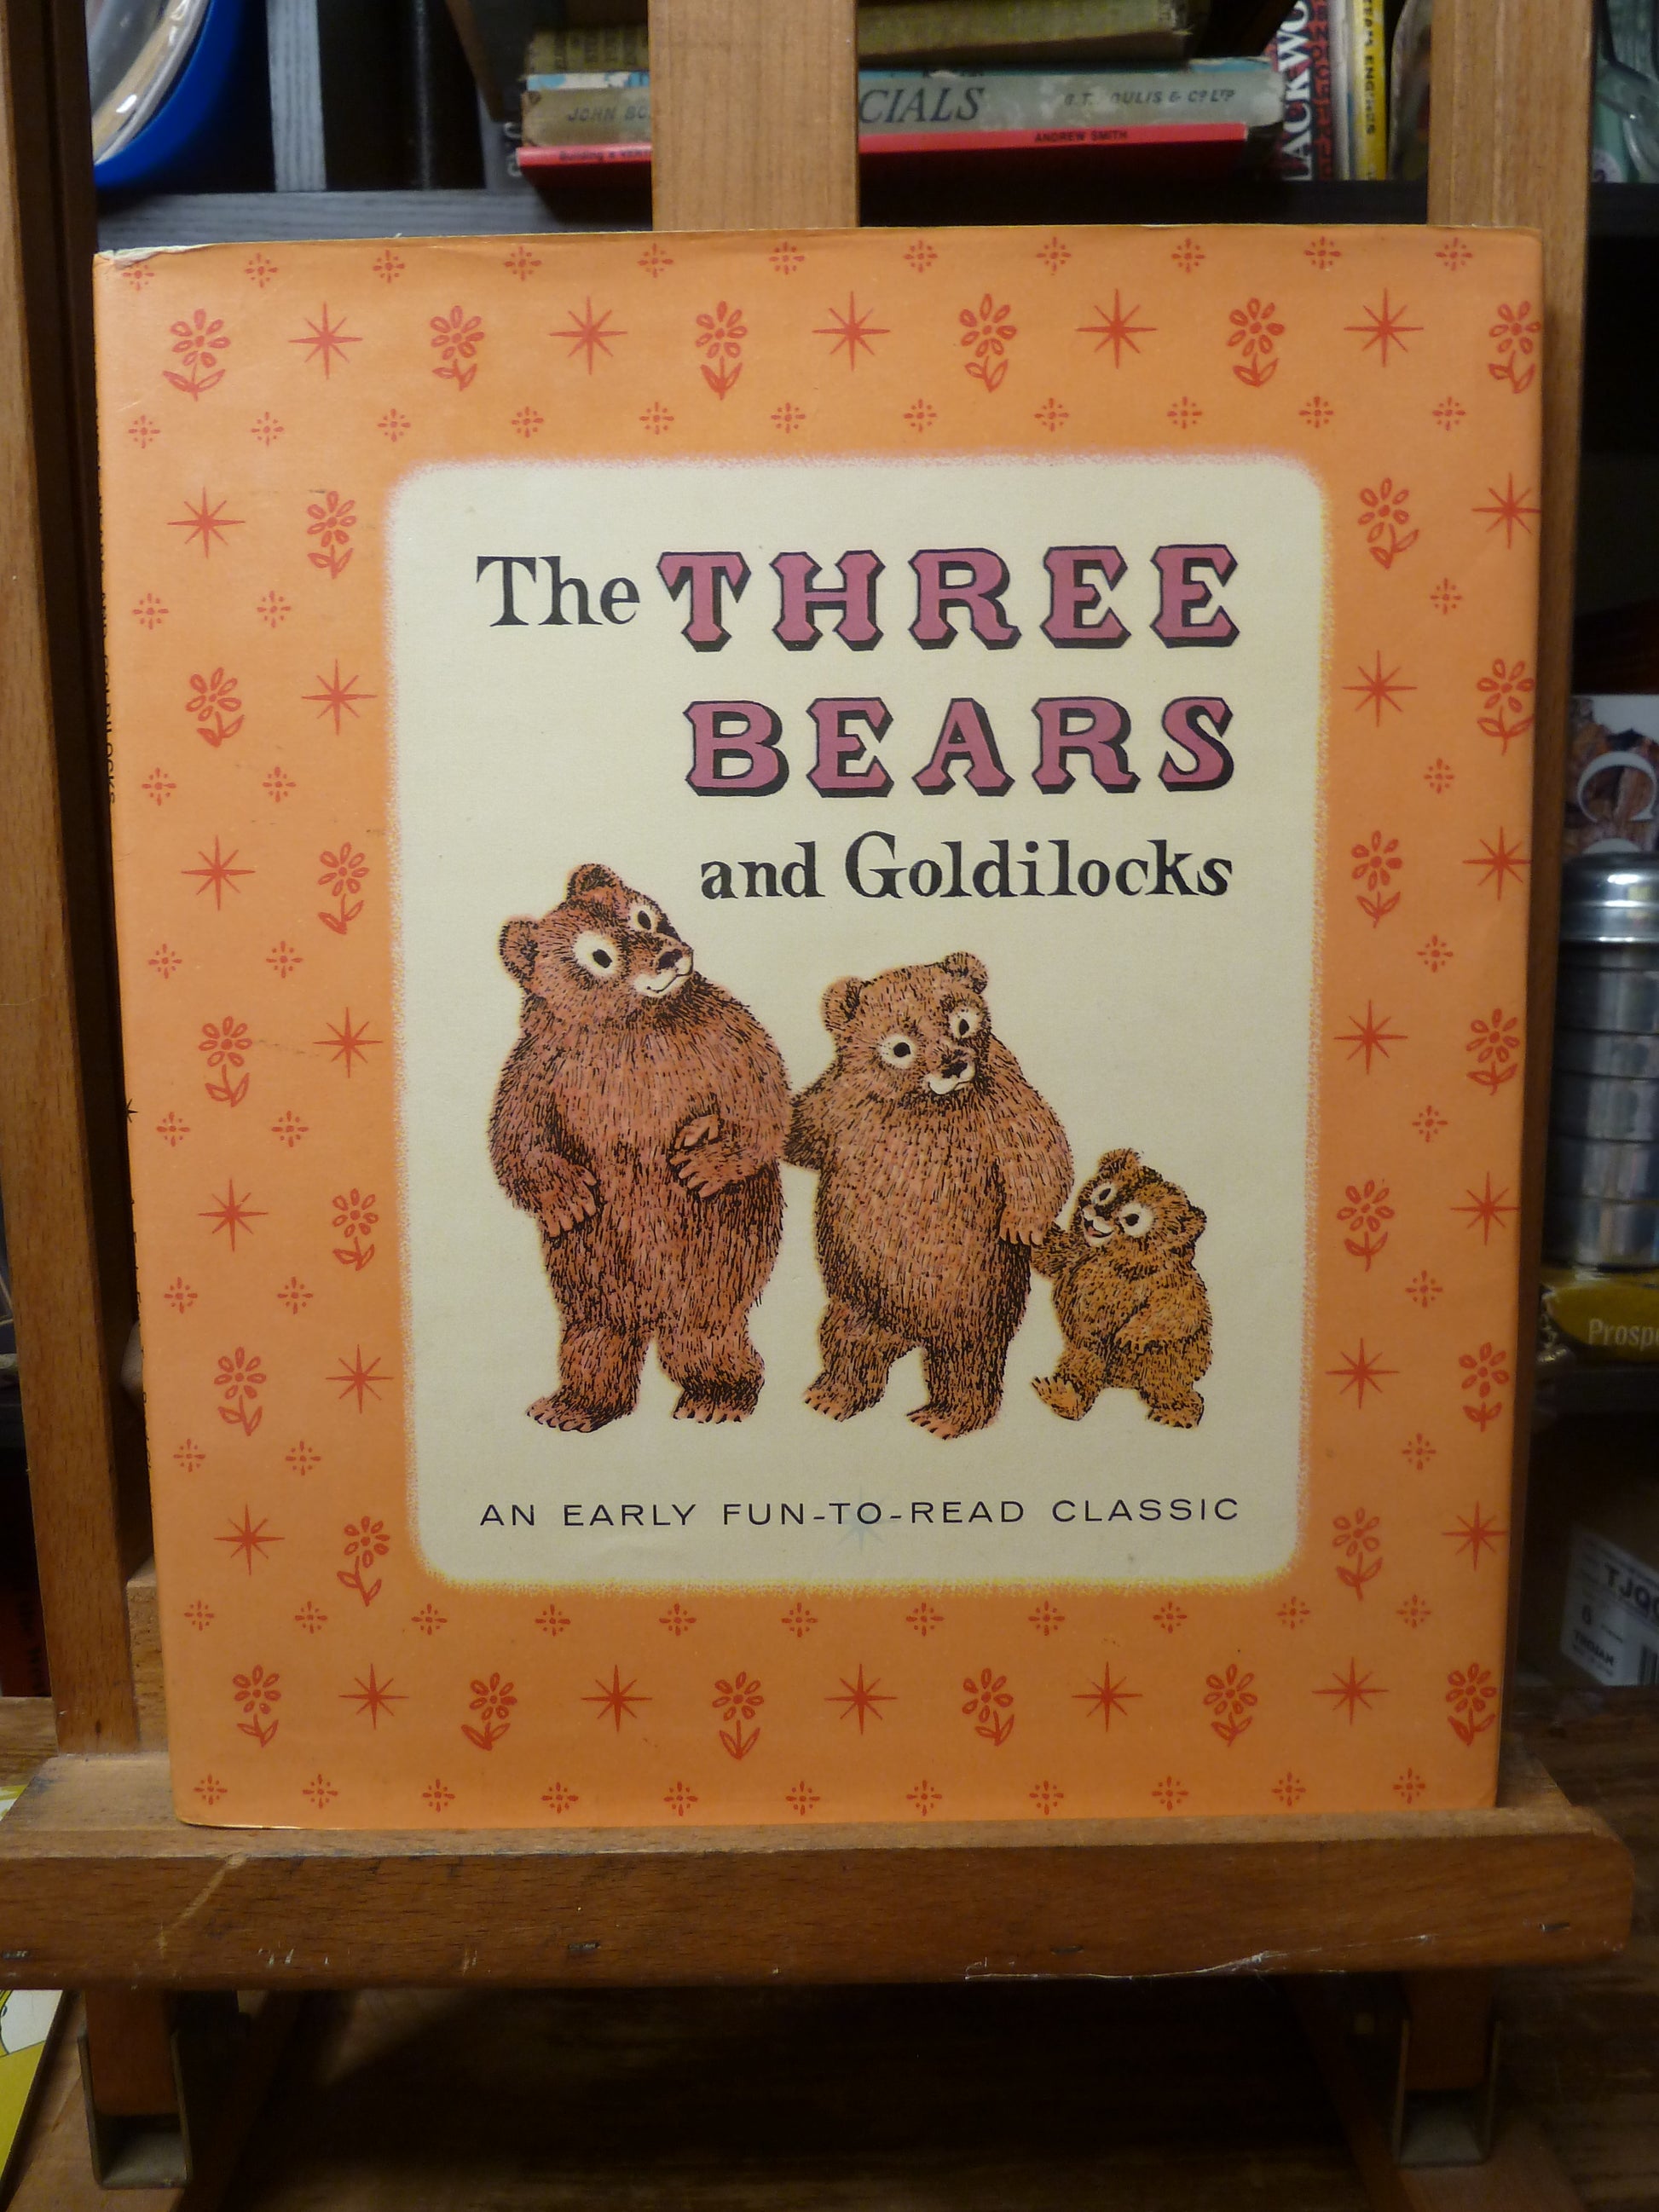 CIALS
ANDREW SMITH
The THREE
BEARS
and Goldilocks
AN EARLY FUN-TO-READ CLASSIC